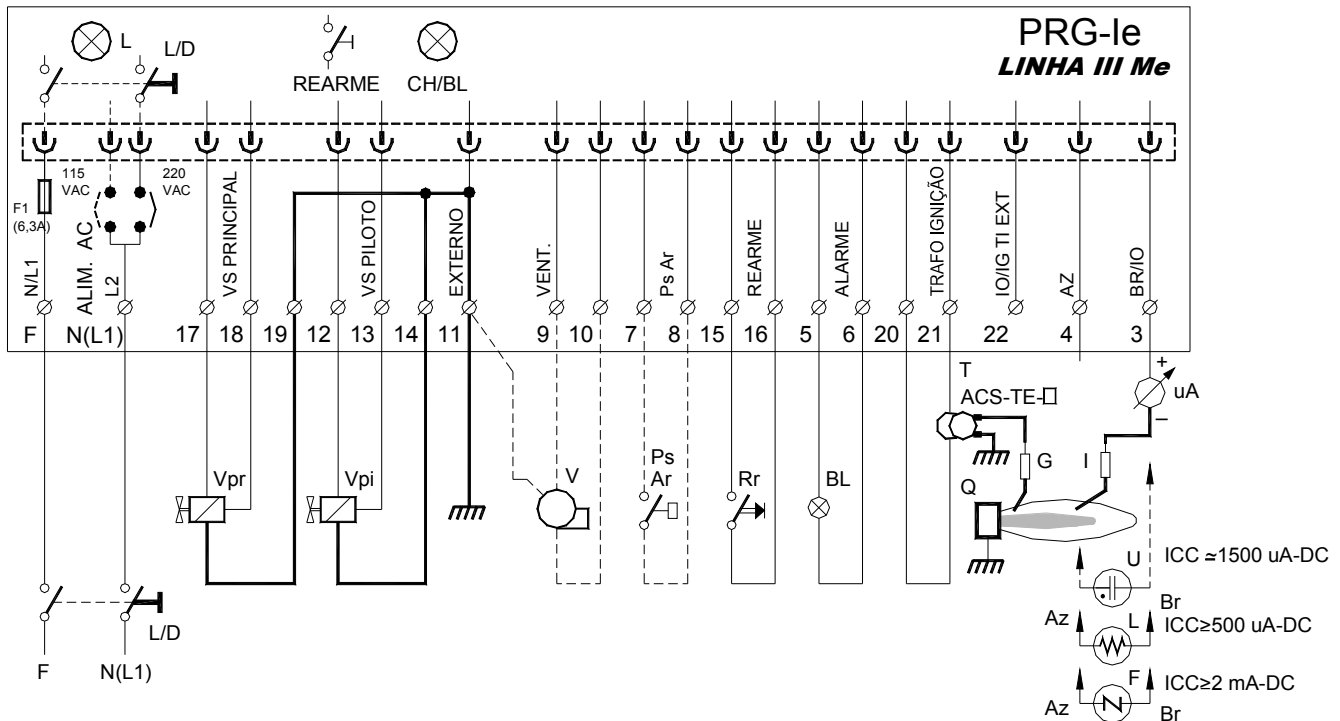 PRG-Ie
LINHA III Me
L
L/D
REARME
CH/BL
115
VAC
220
VAC
F1
(6,3A)
N/L1
ALIM. AC
L2
VS PRINCIPAL
VS PILOTO
EXTERNO
VENT.
Ps Ar
REARME
ALARME
TRAFO IGNIÇÃO
IO/IG TI EXT
AZ
BR/IO
F N(L1) 17 18 19 12 13 14 11 9 10 7 8 15 16 5 6 20 21 22 4 3
T
ACS-TE-□
+
uA
–
G
I
Q
Vpr
Vpi
V
Ps
Ar
Rr
BL
U
ICC ≃1500 uA-DC
Br
Az
L
ICC≥500 uA-DC
F
ICC≥2 mA-DC
Az
Br
L/D
F
N(L1)